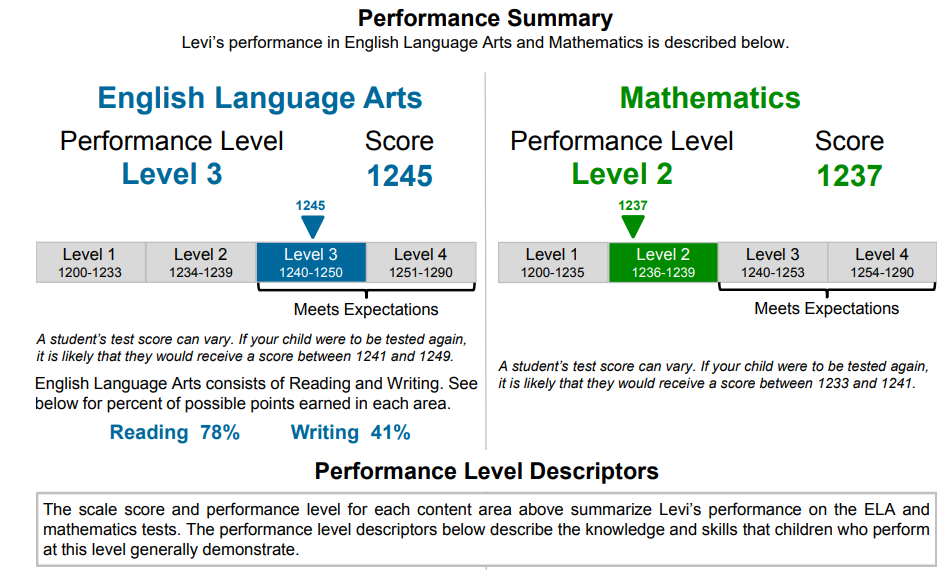 Performance Summary
Levi's performance in English Language Arts and Mathematics is described below.
English Language Arts
Performance Level Score
Level 3 1245
1245
Level 1 Level 2 Level 3 Level 4
1200-1233 1234-1239 1240-1250 1251-1290
Meets Expectations
A student's test score can vary. If your child were to be tested again,
it is likely that they would receive a score between 1241 and 1249.
English Language Arts consists of Reading and Writing. See
below for percent of possible points earned in each area.
Reading 78% Writing 41%
Mathematics
Performance Level Score
Level 2 1237
1237
Level 1 Level 2 Level 3 Level 4
1200-1235 1236-1239 1240-1253 1254-1290
Meets Expectations
A student's test score can vary. If your child were to be tested again,
it is likely that they would receive a score between 1233 and 1241.
Performance Level Descriptors
The scale score and performance level for each content area above summarize Levi's performance on the ELA and
mathematics tests. The performance level descriptors below describe the knowledge and skills that children who perform
at this level generally demonstrate.